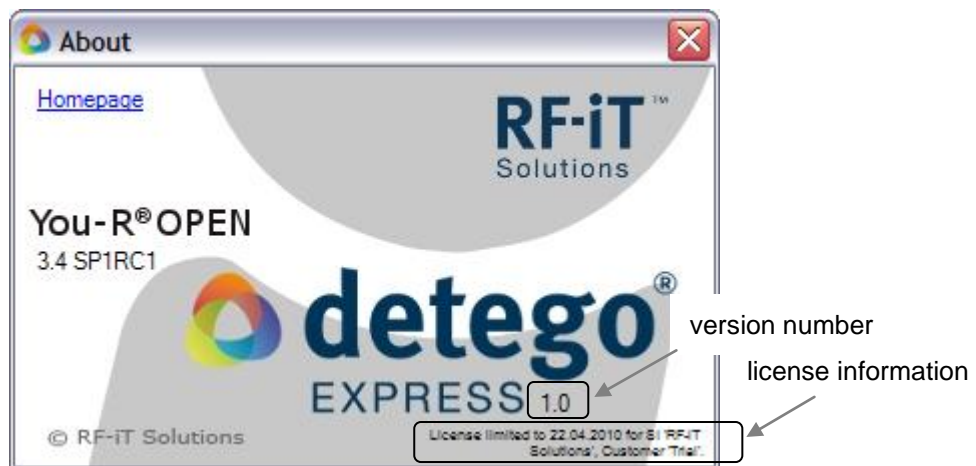 About
Homepage
RF-iT™
Solutions
You-R®OPEN
3.4 SP1RC1
detego®
EXPRESS 1.0
version number
license information
© RF-iT Solutions
License limited to 22.04.2010 for SI 'RF-iT
Solutions', Customer 'Trial'.